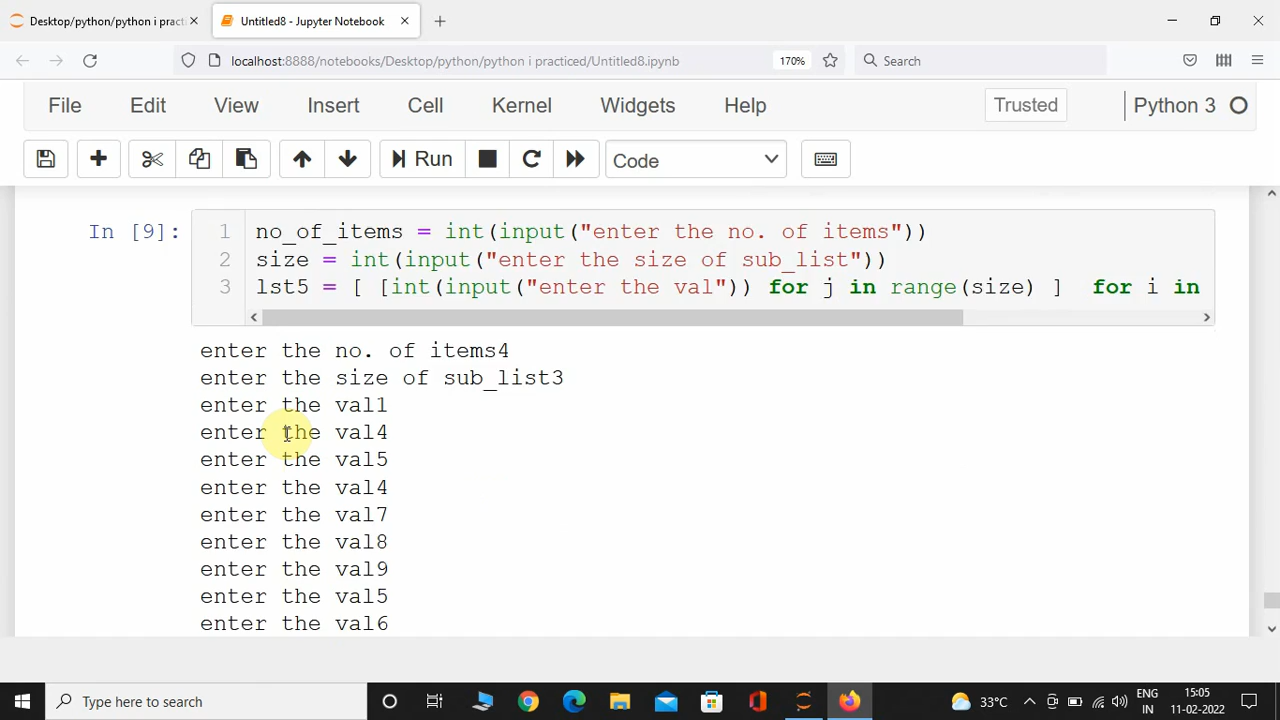 Desktop/python/python i practi
Untitled8 - Jupyter Notebook
localhost:8888/notebooks/Desktop/python/python i practiced/Untitled8.ipynb
170%
Search
File Edit View Insert Cell Kernel Widgets Help
Trusted
Python 3
Run
Code
In [9]:
1 no_of_items = int(input("enter the no. of items"))
2 size = int(input("enter the size of sub_list"))
3 lst5 = [ [int(input("enter the val")) for j in range(size) ]  for i in
enter the no. of items4
enter the size of sub_list3
enter the val1
enter the val4
enter the val5
enter the val4
enter the val7
enter the val8
enter the val9
enter the val5
enter the val6
Type here to search
33°C
ENG
IN
15:05
11-02-2022